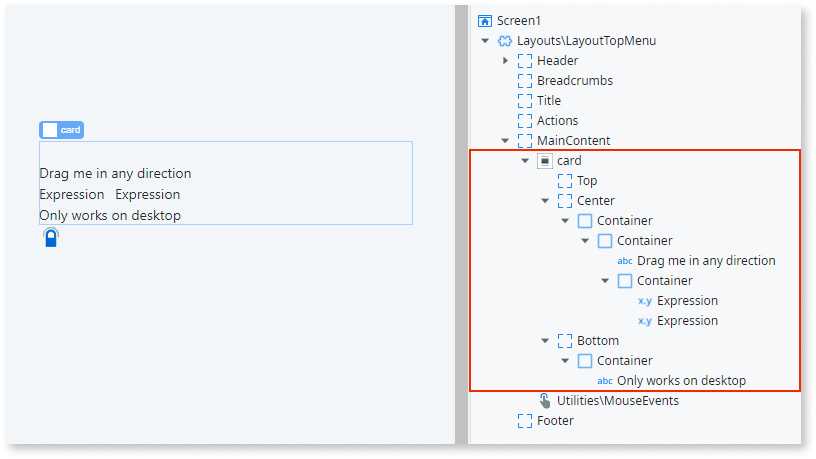 card
Drag me in any direction
Expression Expression
Only works on desktop
Screen1
Layouts\LayoutTopMenu
Header
Breadcrumbs
Title
Actions
MainContent
card
Top
Center
Container
Container
abc Drag me in any direction
Container
x.y Expression
x.y Expression
Bottom
Container
abc Only works on desktop
Utilities\MouseEvents
Footer